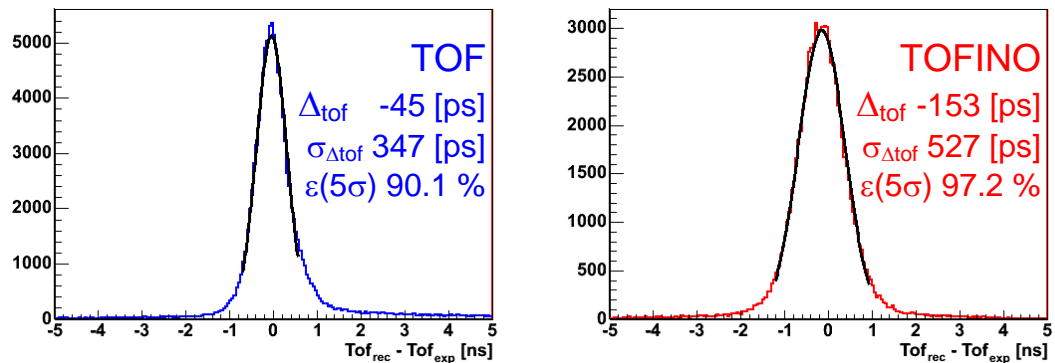 TOF
Δtof -45 [ps]
σΔtof 347 [ps]
ε(5σ) 90.1 %
5000
4000
3000
2000
1000
0
-5 -4 -3 -2 -1 0 1 2 3 4 5
Tofrec - Tofexp [ns]
TOFINO
Δtof -153 [ps]
σΔtof 527 [ps]
ε(5σ) 97.2 %
3000
2500
2000
1500
1000
500
0
-5 -4 -3 -2 -1 0 1 2 3 4 5
Tofrec - Tofexp [ns]